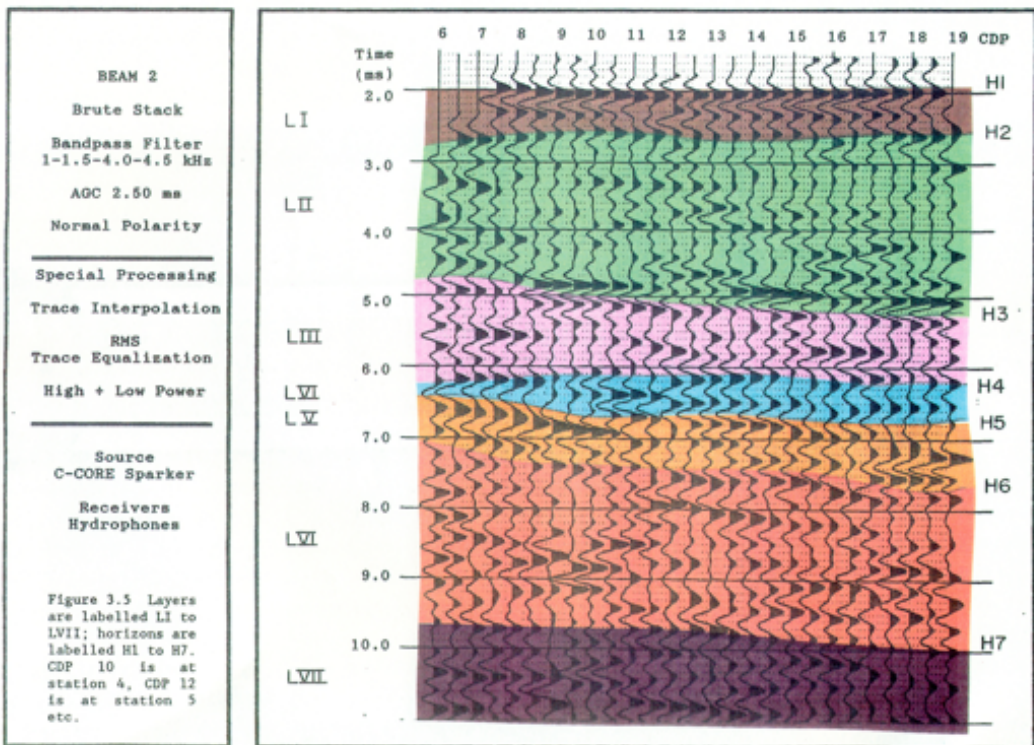 BEAM 2
Brute Stack
Bandpass Filter
1-1.5-4.0-4.5 kHz
AGC 2.50 ms
Normal Polarity
Special Processing
Trace Interpolation
RMS
Trace Equalization
High + Low Power
Source
C-CORE Sparker
Receivers
Hydrophones
Figure 3.5 Layers
are labelled LI to
LVII; horizons are
labelled H1 to H7.
CDP 10 is at
station 4, CDP 12
is at station 5
etc.
6 7 8 9 10 11 12 13 14 15 16 17 18 19 CDP
Time
(ms)
H1
2.0
LI
H2
3.0
LII
4.0
5.0
H3
LIII
6.0
H4
LVI
H5
LV
7.0
H6
8.0
LVI
9.0
H7
10.0
LVII